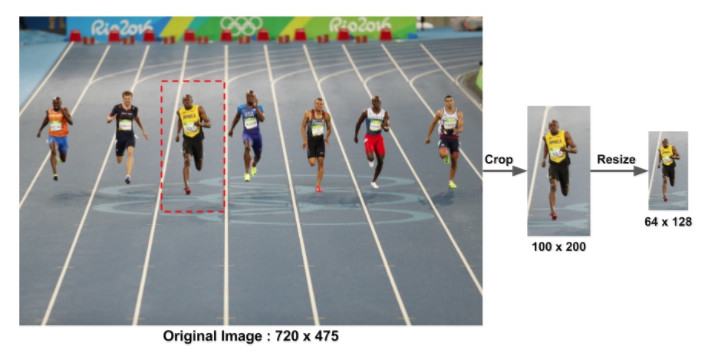 Rio2016
Rio2016
Crop
Resize
100 x 200
64 x 128
Original Image : 720 x 475